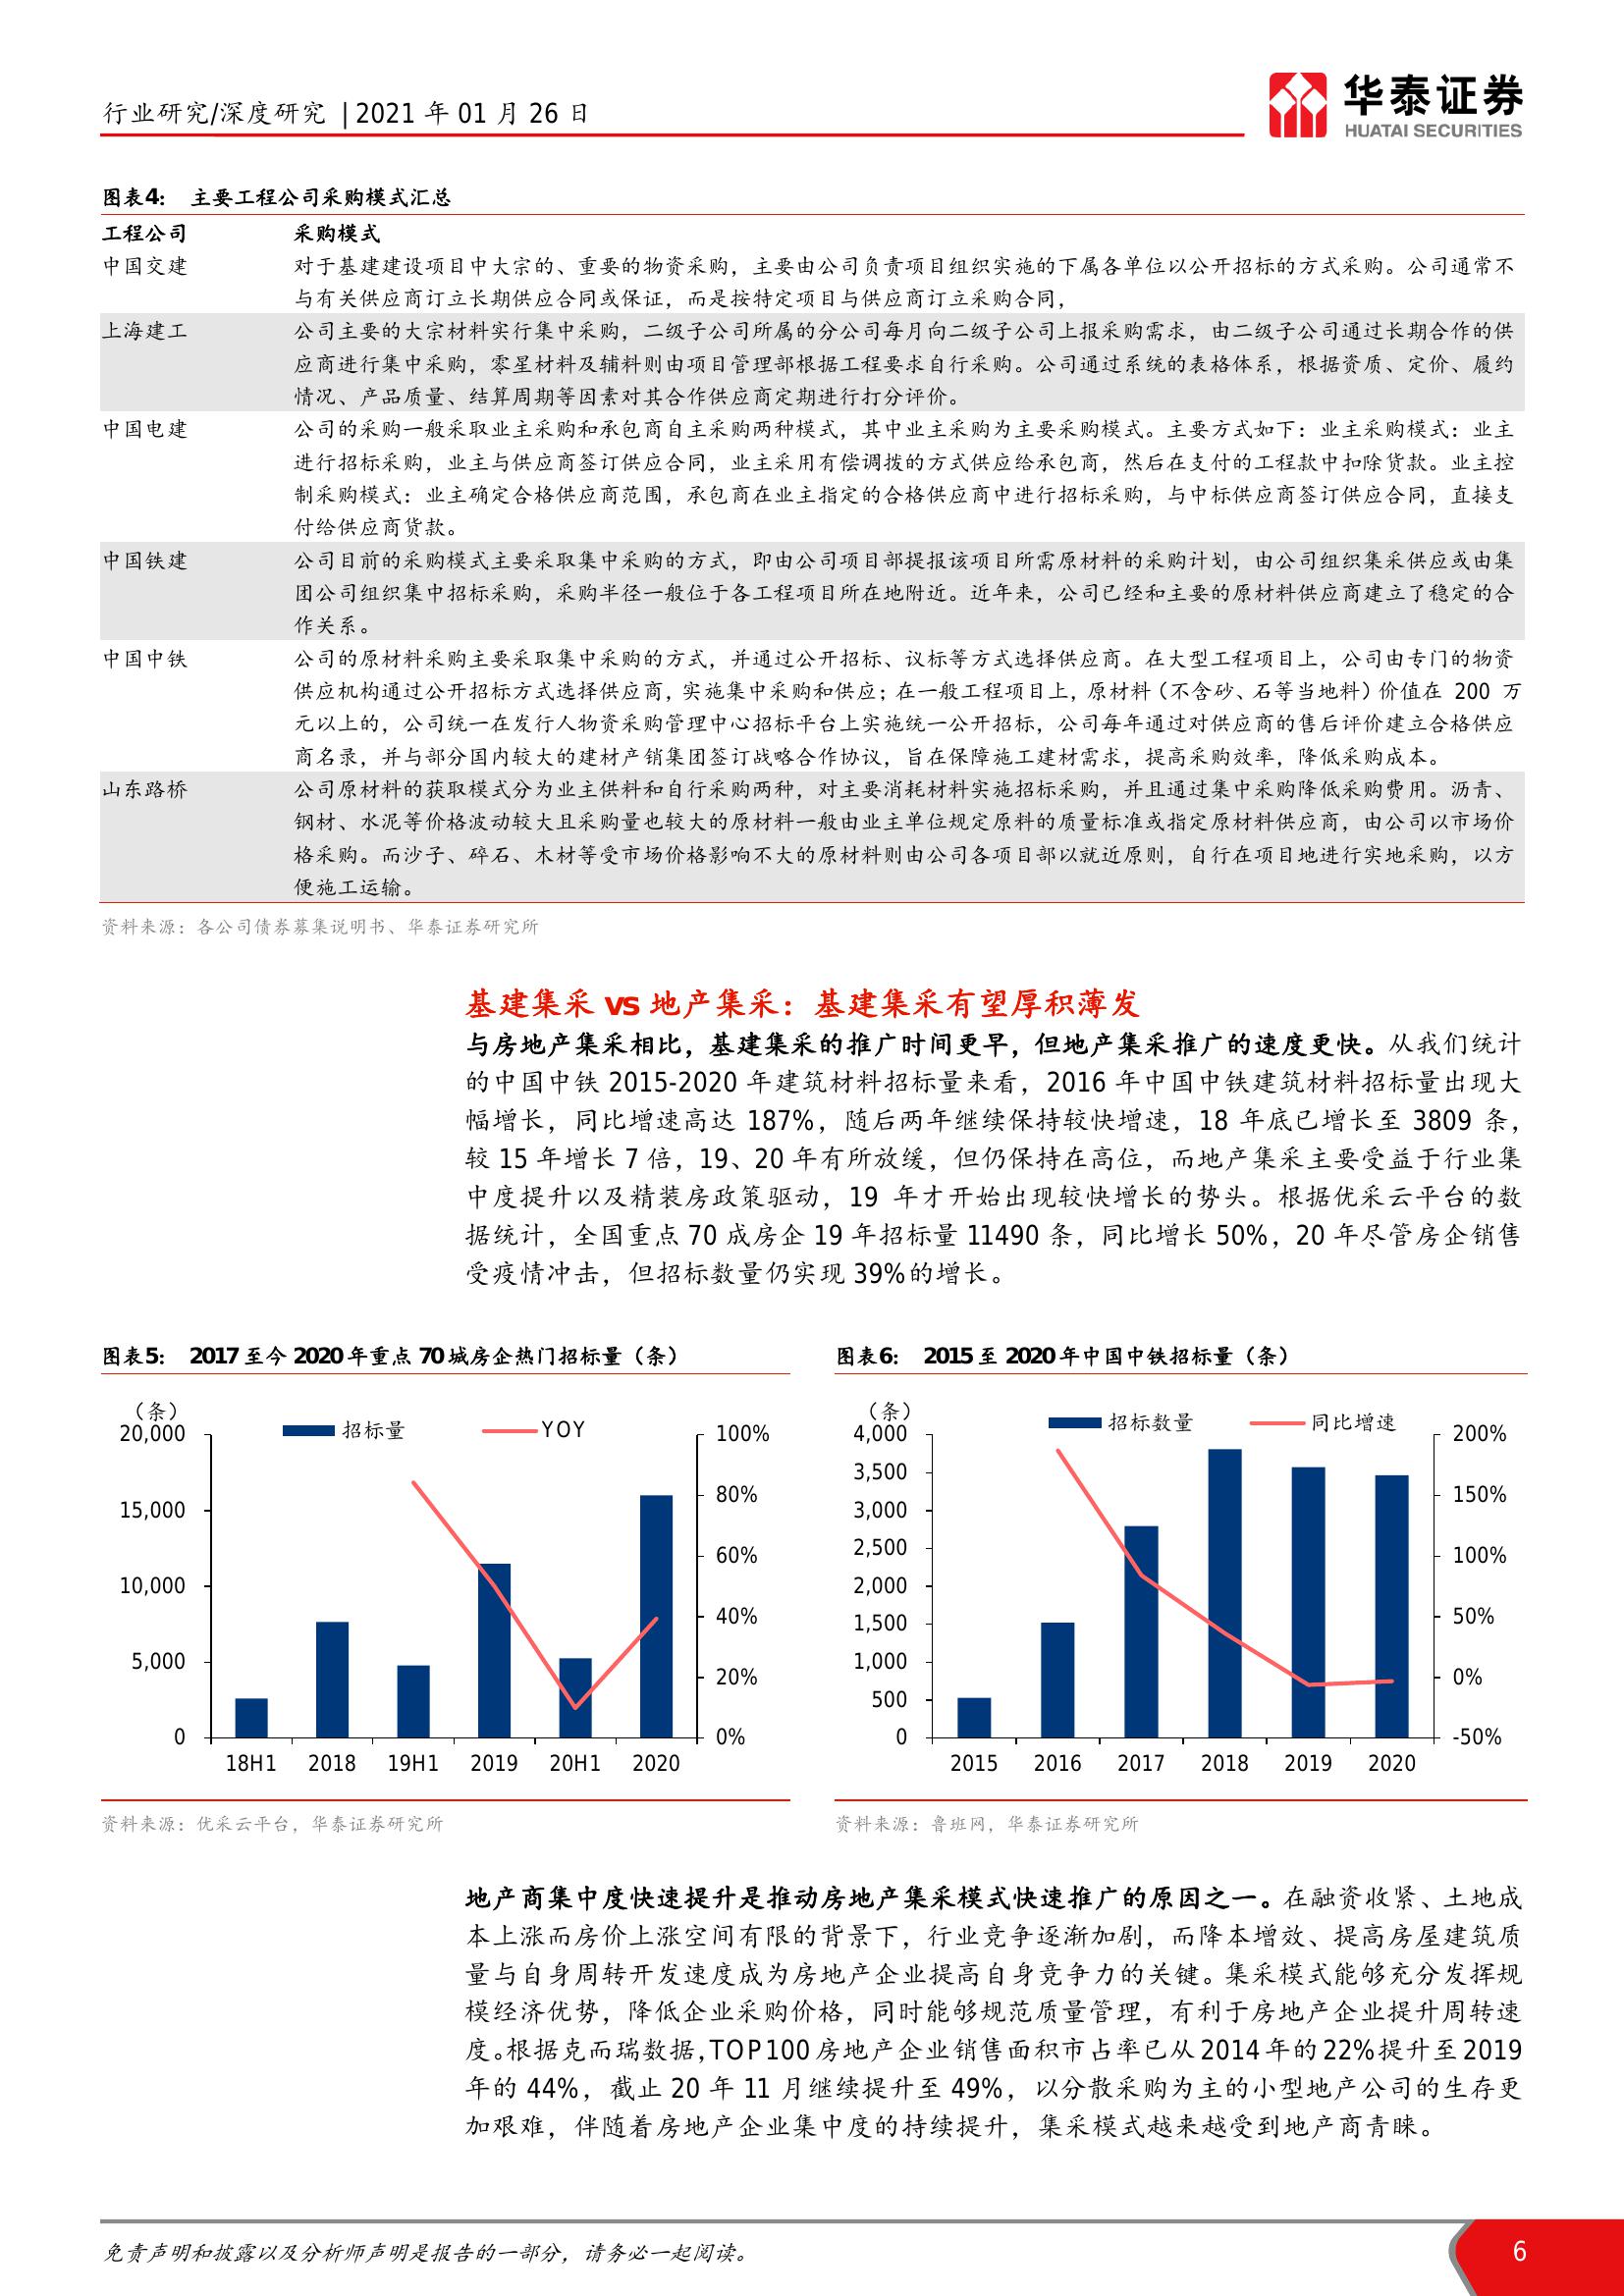 行业研究/深度研究 | 2021 年 01 月 26 日
华泰证券
HUATAI SECURITIES
图表4： 主要工程公司采购模式汇总
工程公司 采购模式
中国交建 对于基建建设项目中大宗的、重要的物资采购，主要由公司负责项目组织实施的下属各单位以公开招标的方式采购。公司通常不
与有关供应商订立长期供应合同或保证，而是按特定项目与供应商订立采购合同，
上海建工 公司主要的大宗材料实行集中采购，二级子公司所属的分公司每月向二级子公司上报采购需求，由二级子公司通过长期合作的供
应商进行集中采购，零星材料及辅料则由项目管理部根据工程要求自行采购。公司通过系统的表格体系，根据资质、定价、履约
情况、产品质量、结算周期等因素对其合作供应商定期进行打分评价。
中国电建 公司的采购一般采取业主采购和承包商自主采购两种模式，其中业主采购为主要采购模式。主要方式如下：业主采购模式：业主
进行招标采购，业主与供应商签订供应合同，业主采用有偿调拨的方式供应给承包商，然后在支付的工程款中扣除货款。业主控
制采购模式：业主确定合格供应商范围，承包商在业主指定的合格供应商中进行招标采购，与中标供应商签订供应合同，直接支
付给供应商货款。
中国铁建 公司目前的采购模式主要采取集中采购的方式，即由公司项目部提报该项目所需原材料的采购计划，由公司组织集采供应或由集
团公司组织集中招标采购，采购半径一般位于各工程项目所在地附近。近年来，公司已经和主要的原材料供应商建立了稳定的合
作关系。
中国中铁 公司的原材料采购主要采取集中采购的方式，并通过公开招标、议标等方式选择供应商。在大型工程项目上，公司由专门的物资
供应机构通过公开招标方式选择供应商，实施集中采购和供应；在一般工程项目上，原材料（不含砂、石等当地料）价值在 200 万
元以上的，公司统一在发行人物资采购管理中心招标平台上实施统一公开招标，公司每年通过对供应商的售后评价建立合格供应
商名录，并与部分国内较大的建材产销集团签订战略合作协议，旨在保障施工建材需求，提高采购效率，降低采购成本。
山东路桥 公司原材料的获取模式分为业主供料和自行采购两种，对主要消耗材料实施招标采购，并且通过集中采购降低采购费用。沥青、
钢材、水泥等价格波动较大且采购量也较大的原材料一般由业主单位规定原料的质量标准或指定原材料供应商，由公司以市场价
格采购。而沙子、碎石、木材等受市场价格影响不大的原材料则由公司各项目部以就近原则，自行在项目地进行实地采购，以方
便施工运输。
资料来源：各公司债券募集说明书、华泰证券研究所
基建集采 vs 地产集采：基建集采有望厚积薄发
与房地产集采相比，基建集采的推广时间更早，但地产集采推广的速度更快。从我们统计
的中国中铁 2015-2020 年建筑材料招标量来看，2016 年中国中铁建筑材料招标量出现大
幅增长，同比增速高达 187%，随后两年继续保持较快增速，18 年底已增长至 3809 条，
较 15 年增长 7 倍，19、20 年有所放缓，但仍保持在高位，而地产集采主要受益于行业集
中度提升以及精装房政策驱动，19 年才开始出现较快增长的势头。根据优采云平台的数
据统计，全国重点 70 成房企 19 年招标量 11490 条，同比增长 50%，20 年尽管房企销售
受疫情冲击，但招标数量仍实现 39%的增长。
图表5： 2017 至今 2020 年重点 70 城房企热门招标量（条）
（条）
招标量 YOY
20,000 100%
80%
15,000
60%
10,000
40%
5,000
20%
0 0%
18H1 2018 19H1 2019 20H1 2020
资料来源：优采云平台，华泰证券研究所
图表6： 2015 至 2020 年中国中铁招标量（条）
（条）
招标数量 同比增速
4,000 200%
3,500
150%
3,000
2,500 100%
2,000
1,500 50%
1,000 0%
500
0 -50%
2015 2016 2017 2018 2019 2020
资料来源：鲁班网，华泰证券研究所
地产商集中度快速提升是推动房地产集采模式快速推广的原因之一。在融资收紧、土地成
本上涨而房价上涨空间有限的背景下，行业竞争逐渐加剧，而降本增效、提高房屋建筑质
量与自身周转开发速度成为房地产企业提高自身竞争力的关键。集采模式能够充分发挥规
模经济优势，降低企业采购价格，同时能够规范质量管理，有利于房地产企业提升周转速
度。根据克而瑞数据，TOP100 房地产企业销售面积市占率已从 2014 年的 22%提升至 2019
年的 44%，截止 20 年 11 月继续提升至 49%，以分散采购为主的小型地产公司的生存更
加艰难，伴随着房地产企业集中度的持续提升，集采模式越来越受到地产商青睐。
免责声明和披露以及分析师声明是报告的一部分，请务必一起阅读。
6